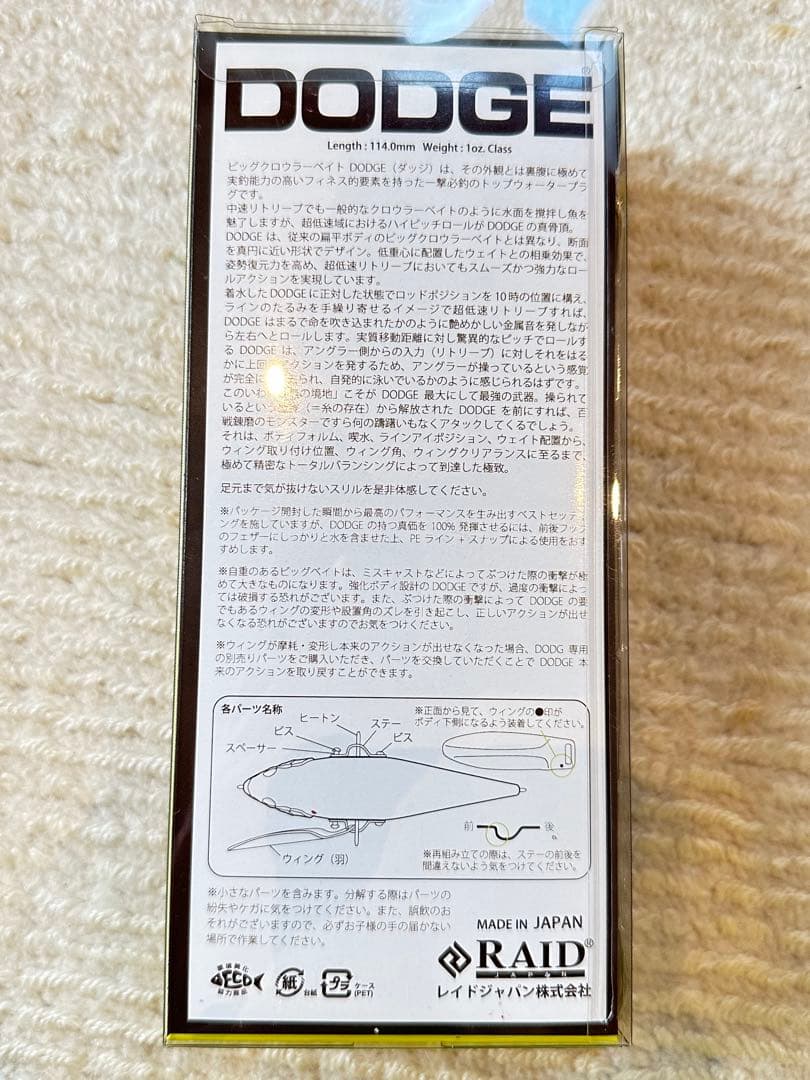 DODGE®
Length : 114.0mm Weight : 1oz. Class
ビッグクロウラーベイト DODGE（ダッジ）は、その外観とは裏腹に極めて
実釣能力の高いフィネス的要素を持った一撃必釣のトップウォータープラ
グです。
中速リトリーブでも一般的なクロウラーベイトのように水面を攪拌し魚を
魅了しますが、超低速域におけるハイピッチロールが DODGE の真骨頂。
DODGE は、従来の扁平ボディのビッグクロウラーベイトとは異なり、断面
を真円に近い形状でデザイン。低重心に配置したウェイトとの相乗効果で、
姿勢復元力を高め、超低速リトリーブにおいてもスムーズかつ強力なロー
ルアクションを実現しています。
着水した DODGE に正対した状態でロッドポジションを 10 時の位置に構え、
ラインのたるみを手繰り寄せるイメージで超低速リトリーブすれば、
DODGE はまるで命を吹き込まれたかのように艶めかしい金属音を発しなが
ら左右へとロールします。実質移動距離に対し驚異的なピッチでロールす
る DODGE は、アングラー側からの入力（リトリーブ）に対しそれをはる
かに上回 アクションを発するため、アングラーが操っているという感覚
が完全に られ、自発的に泳いでいるかのように感じられるはずです。
このいわ の境地」こそが DODGE 最大にして最強の武器。操られて
いるとい （＝糸の存在）から解放された DODGE を前にすれば、百
戦錬磨のモンスターですら何の躊躇いもなくアタックしてくるでしょう。
それは、ボディフォルム、喫水、ラインアイポジション、ウェイト配置から、
ウィング取り付け位置、ウィング角、ウィングクリアランスに至るまで、
極めて精密なトータルバランシングによって到達した極致。
足元まで気が抜けないスリルを是非体感してください。
※パッケージ開封した瞬間から最高のパフォーマンスを生み出すベストセッティ
ングを施していますが、DODGE の持つ真価を 100% 発揮させるには、前後フック
のフェザーにしっかりと水を含ませた上、PE ライン + スナップによる使用をおす
すめします。
※自重のあるビッグベイトは、ミスキャストなどによってぶつけた際の衝撃が極
めて大きなものになります。強化ボディ設計の DODGE ですが、過度の衝撃によっ
ては破損する恐れがございます。また、ぶつけた際の衝撃によって DODGE の要
でもあるウィングの変形や設置角のズレを引き起こし、正しいアクションが出せ
なくなる恐れがございますのでお気をつけください。
※ウィングが摩耗・変形し本来のアクションが出せなくなった場合、DODG 専用
の別売りパーツをご購入いただき、パーツを交換していただくことで DODGE 本
来のアクションを取り戻すことができます。
各パーツ名称
ヒートン
ビス
ステー
ビス
スペーサー
※正面から見て、ウィングの●印が
ボディ下側になるよう装着してください。
ウィング（羽）
前
後
※再組み立ての際は、ステーの前後を
間違えないよう気をつけてください。
※小さなパーツを含みます。分解する際はパーツの
紛失やケガに気をつけてください。また、誤飲のお
それがございますので、必ずお子様の手の届かない
場所で作業してください。
MADE IN JAPAN
RAID®
JAPAN
レイドジャパン株式会社
環境美化
ECO
協力商品
紙
台紙
プラ
ケース
(PET)